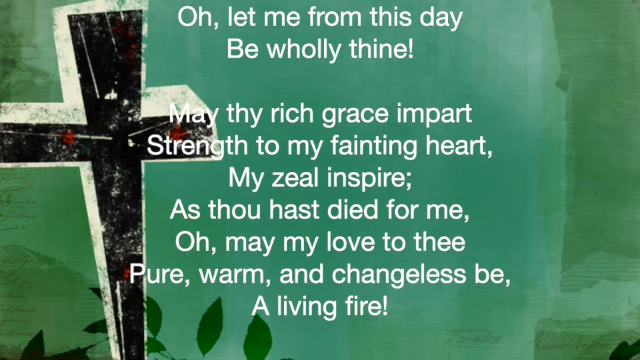 Oh, let me from this day
Be wholly thine!
May thy rich grace impart
Strength to my fainting heart,
My zeal inspire;
As thou hast died for me,
Oh, may my love to thee
Pure, warm, and changeless be,
A living fire!